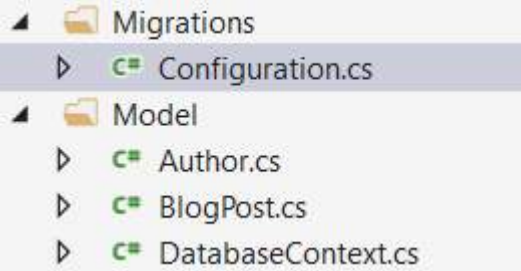 Migrations
C# Configuration.cs
Model
C# Author.cs
C# BlogPost.cs
C# DatabaseContext.cs